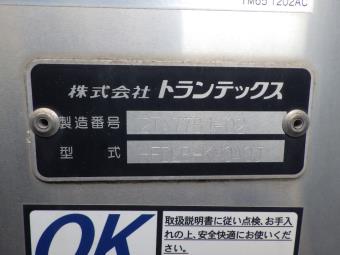 TM65 1202AC
株式会社 トランテックス
製造番号
型式
OK
取扱説明書に従い点検、お手入
れの上、安全快適にお使いください。